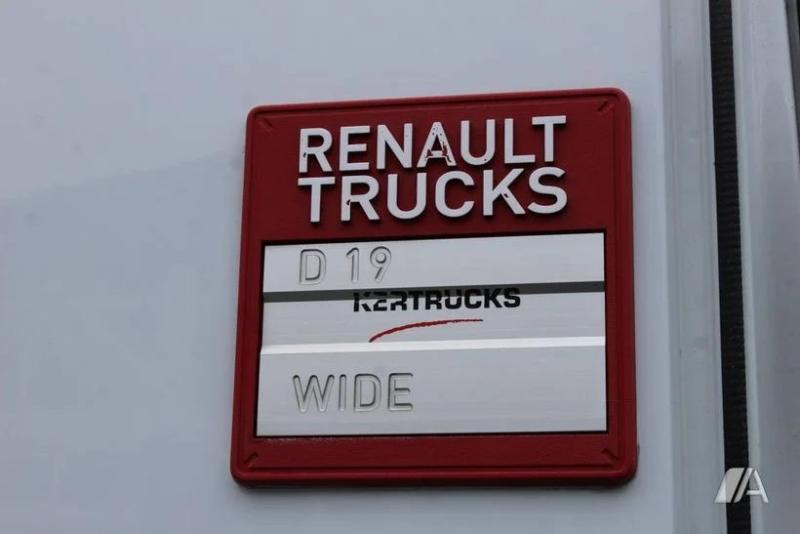 RENAULT
TRUCKS
D 19
KERTRUCKS
WIDE